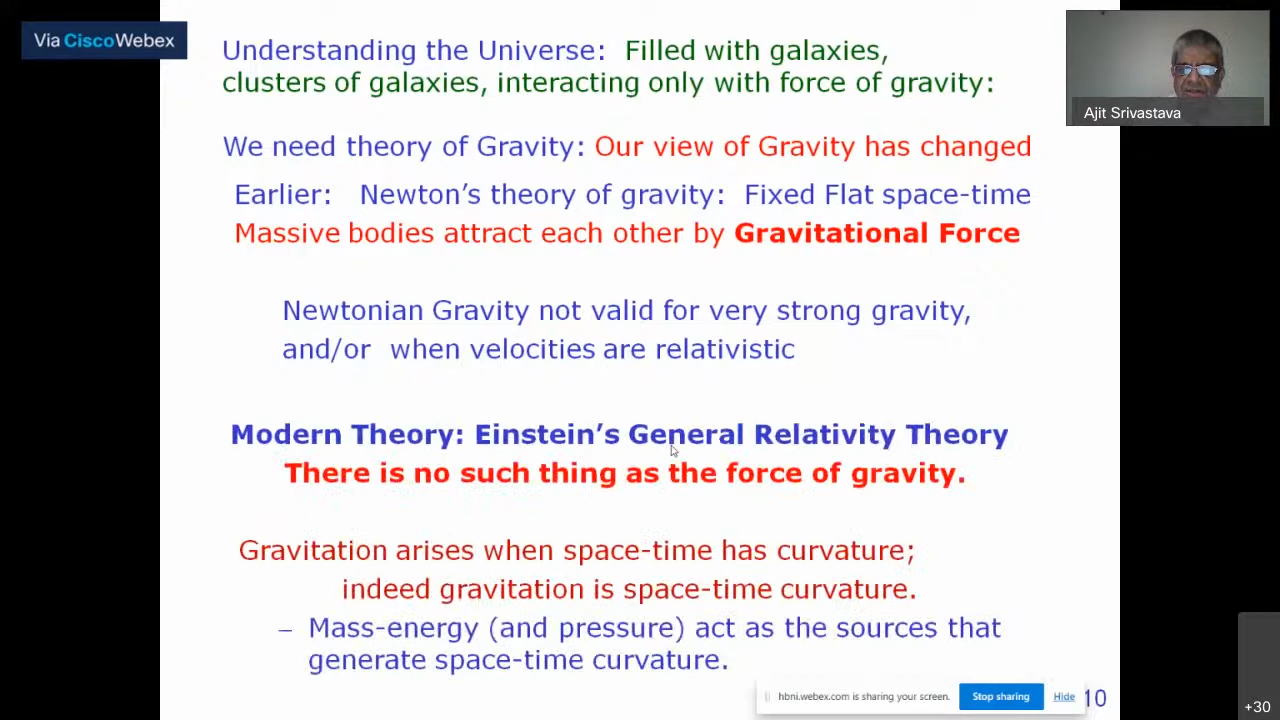 Via CiscoWebex
Understanding the Universe: Filled with galaxies,
clusters of galaxies, interacting only with force of gravity:
Ajit Srivastava
We need theory of Gravity: Our view of Gravity has changed
Earlier: Newton's theory of gravity: Fixed Flat space-time
Massive bodies attract each other by Gravitational Force
Newtonian Gravity not valid for very strong gravity,
and/or when velocities are relativistic
Modern Theory: Einstein's General Relativity Theory
There is no such thing as the force of gravity.
Gravitation arises when space-time has curvature;
indeed gravitation is space-time curvature.
– Mass-energy (and pressure) act as the sources that
generate space-time curvature.
hbni.webex.com is sharing your screen. Stop sharing Hide
10
+30